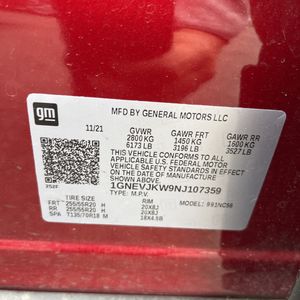 gm
MFD BY GENERAL MOTORS LLC
11/21
GVWR GAWR FRT GAWR RR
2800 KG 1450 KG 1600 KG
6173 LB 3196 LB 3527 LB
THIS VEHICLE CONFORMS TO ALL
APPLICABLE U.S. FEDERAL MOTOR
VEHICLE SAFETY STANDARDS IN
EFFECT ON THE DATE OF
MANUFACTURE SHOWN ABOVE.
1GNEVJKW9NJ107359
TYPE: M.P.V. MODEL:
TIRE SIZE RIM
FRT 255/55R20 H 20X8J
RR 255/55R20 H 20X8J
SPA T135/70R18 M 18X4.5B